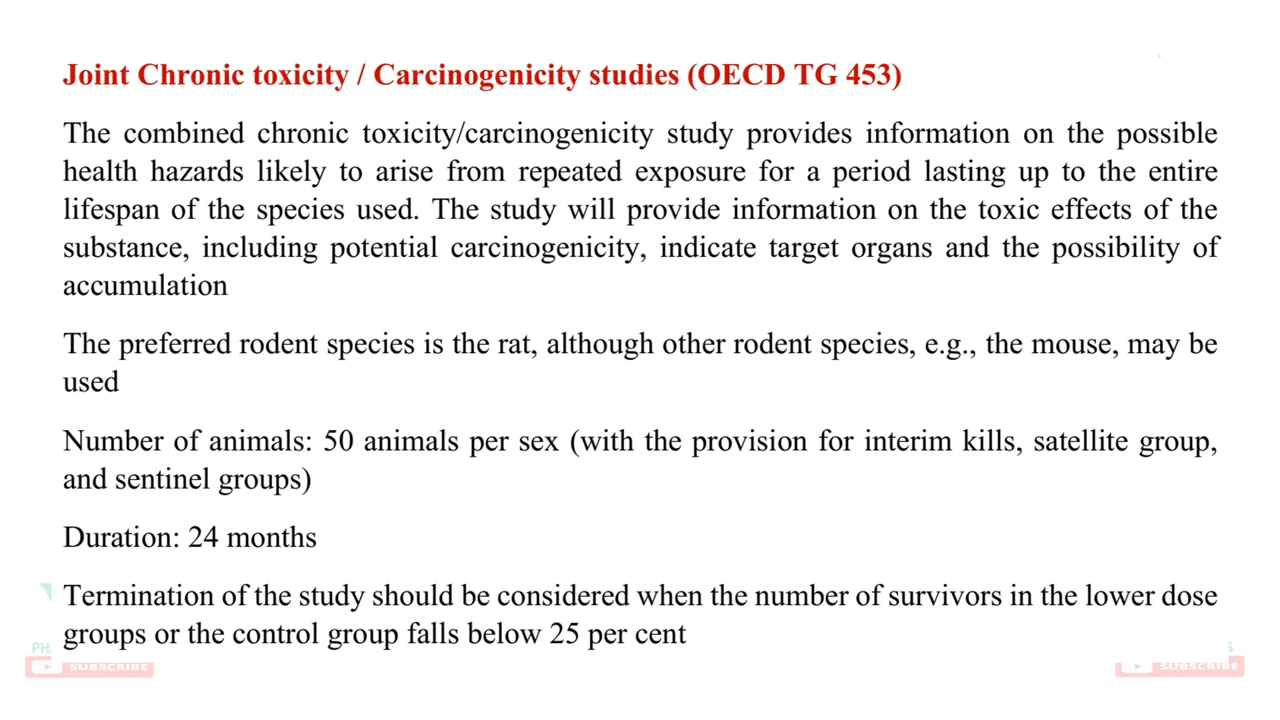 Joint Chronic toxicity / Carcinogenicity studies (OECD TG 453)
The combined chronic toxicity/carcinogenicity study provides information on the possible
health hazards likely to arise from repeated exposure for a period lasting up to the entire
lifespan of the species used. The study will provide information on the toxic effects of the
substance, including potential carcinogenicity, indicate target organs and the possibility of
accumulation
The preferred rodent species is the rat, although other rodent species, e.g., the mouse, may be
used
Number of animals: 50 animals per sex (with the provision for interim kills, satellite group,
and sentinel groups)
Duration: 24 months
Termination of the study should be considered when the number of survivors in the lower dose
groups or the control group falls below 25 per cent
SUBSCRIBE
SUBSCRIBE